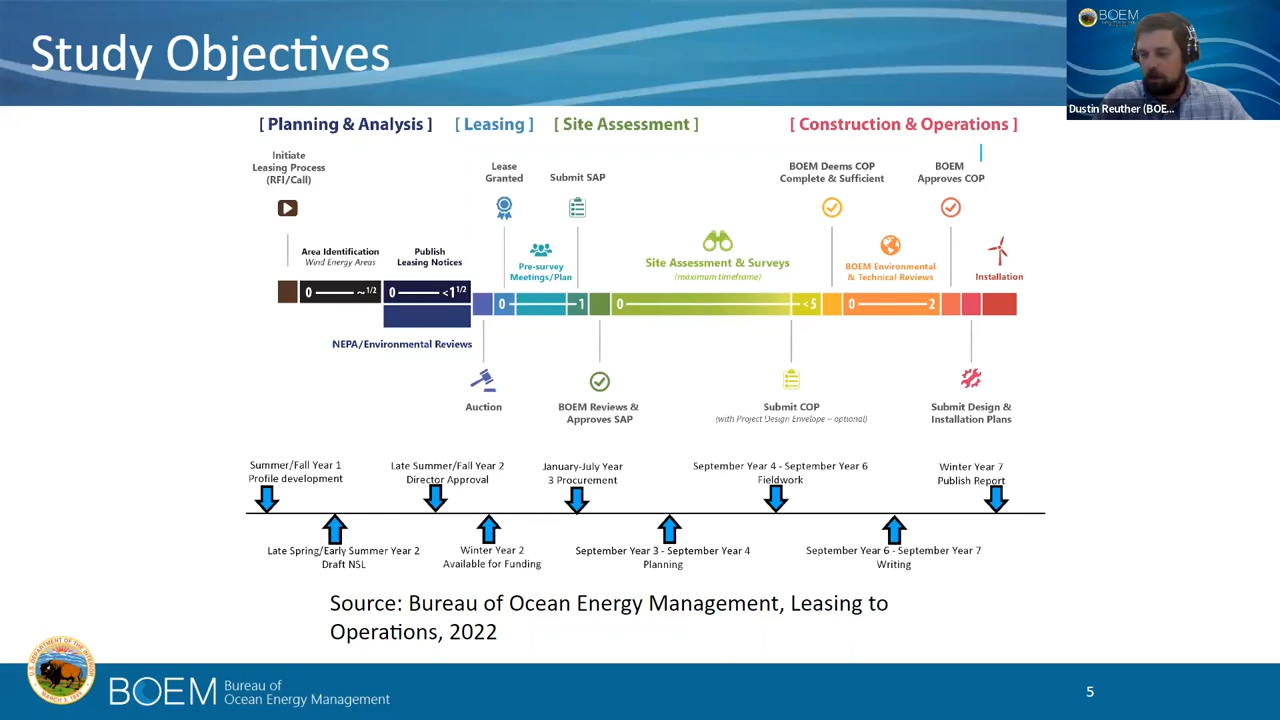 Study Objectives
BOEM
Dustin Reuther (BOE...
[ Planning & Analysis ]
[ Leasing ]
[ Site Assessment ]
[ Construction & Operations ]
Initiate
Leasing Process
(RFI/Call)
Lease
Granted
Submit SAP
BOEM Deems COP
Complete & Sufficient
BOEM
Approves COP
Area Identification
Wind Energy Areas
Publish
Leasing Notices
Pre-survey
Meetings/Plan
Site Assessment & Surveys
(maximum timeframe)
BOEM Environmental
& Technical Reviews
Installation
0 ~1/2
0 <1 1/2
0 1
0 <5
0 2
NEPA/Environmental Reviews
Auction
BOEM Reviews &
Approves SAP
Submit COP
(with Project Design Envelope – optional)
Submit Design &
Installation Plans
Summer/Fall Year 1
Profile development
Late Summer/Fall Year 2
Director Approval
January-July Year
3 Procurement
September Year 4 - September Year 6
Fieldwork
Winter Year 7
Publish Report
Late Spring/Early Summer Year 2
Draft NSL
Winter Year 2
Available for Funding
September Year 3 - September Year 4
Planning
September Year 6 - September Year 7
Writing
Source: Bureau of Ocean Energy Management, Leasing to
Operations, 2022
U.S. DEPARTMENT OF THE INTERIOR
MARCH 3, 1849
BOEM
Bureau of
Ocean Energy Management
5